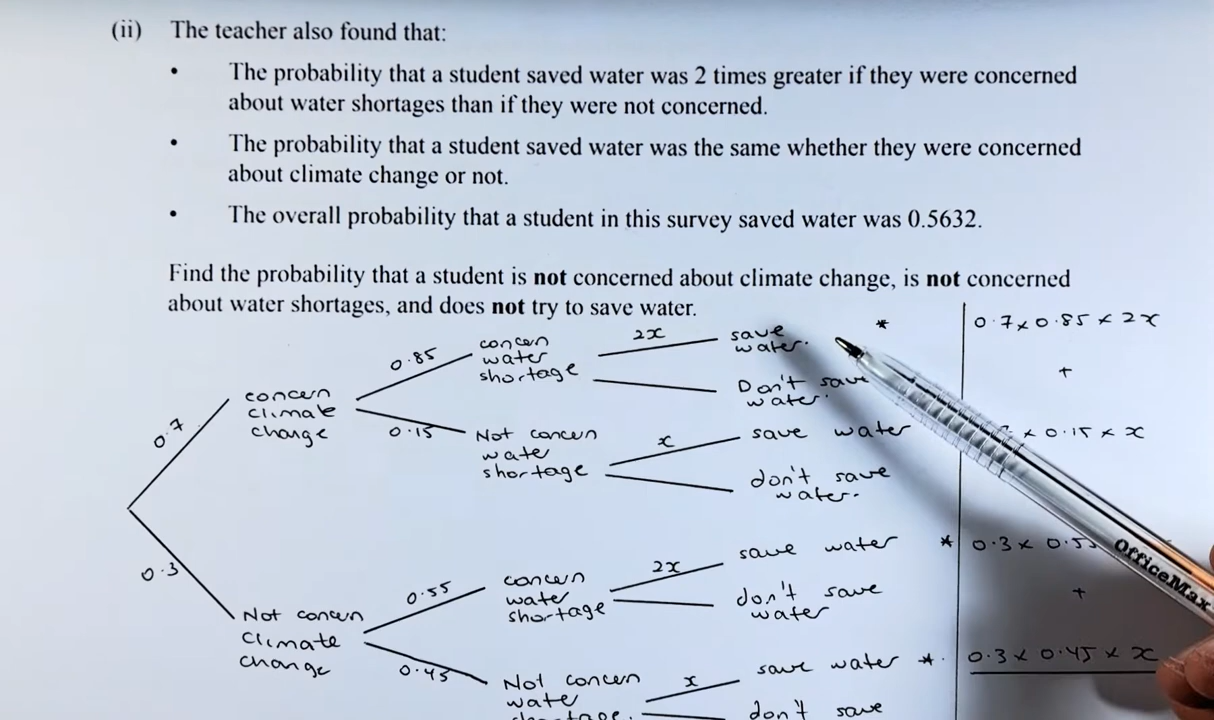 (ii) The teacher also found that:
• The probability that a student saved water was 2 times greater if they were concerned
about water shortages than if they were not concerned.
• The probability that a student saved water was the same whether they were concerned
about climate change or not.
• The overall probability that a student in this survey saved water was 0.5632.
Find the probability that a student is not concerned about climate change, is not concerned
about water shortages, and does not try to save water.
0.7
concern
climate
change
0.85
concen
water
shortage
2x
save
water.
*
0.7 × 0.85 × 2x
+
Don't save
water.
0.15
Not concen
water
shortage
x
save water
× 0.15 × x
don't save
water.
0.3
Not concern
climate
change
0.55
concern
water
shortage
2x
save water
*
0.3 ×
+
don't save
water
0.45
Not concen
water
x
save water
*.
0.3 × 0.45 × x
don't save
OfficeMax